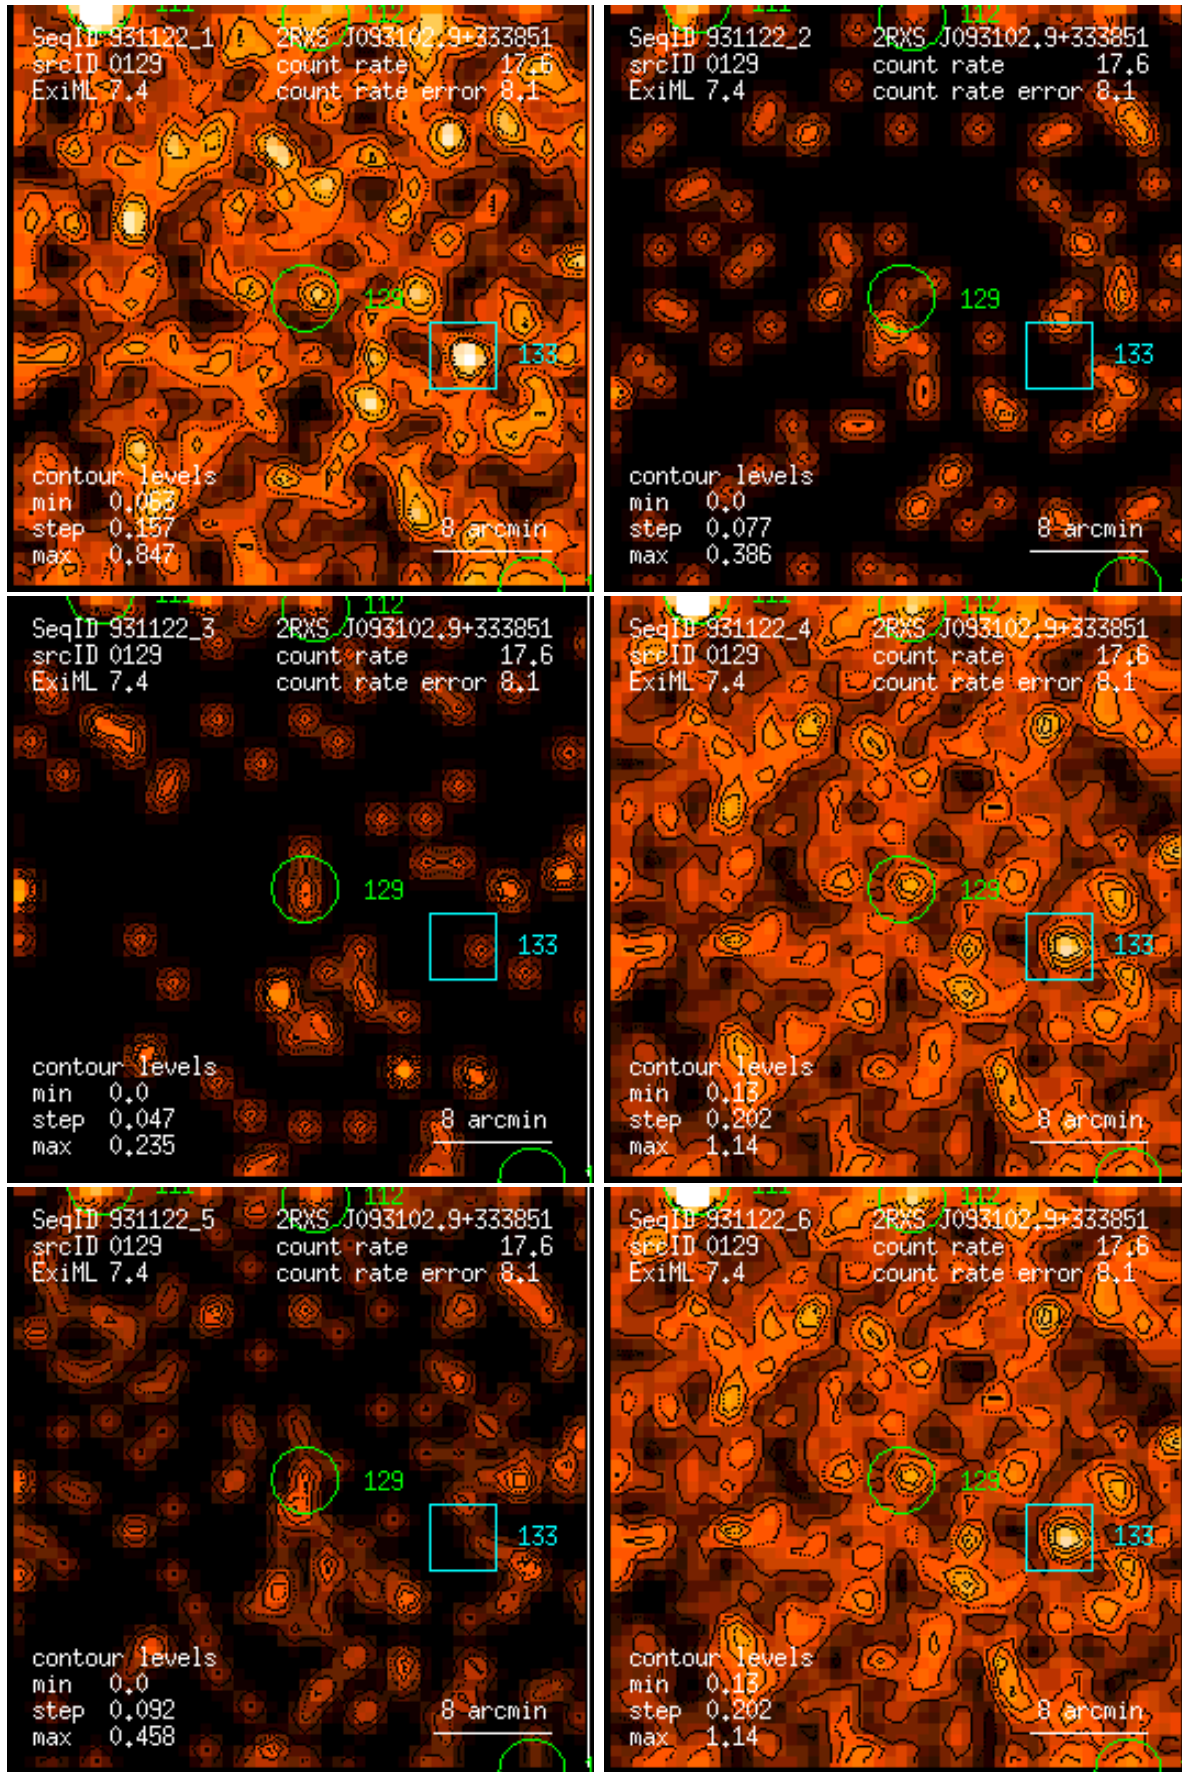 111 112
SeqID 931122_1 2RXS J093102.9+333851
srcID 0129 count rate 17.6
ExiML 7.4 count rate error 8.1
129
133
contour levels
min 0.063
step 0.157 8 arcmin
max 0.847
112
SeqID 931122_2 2RXS J093102.9+333851
srcID 0129 count rate 17.6
ExiML 7.4 count rate error 8.1
129
133
contour levels
min 0.0
step 0.077 8 arcmin
max 0.386
111 112
SeqID 931122_3 2RXS J093102.9+333851
srcID 0129 count rate 17.6
ExiML 7.4 count rate error 8.1
129
133
contour levels
min 0.0
step 0.047 8 arcmin
max 0.235
111 112
SeqID 931122_4 2RXS J093102.9+333851
srcID 0129 count rate 17.6
ExiML 7.4 count rate error 8.1
129
133
contour levels
min 0.13
step 0.202 8 arcmin
max 1.14
111 112
SeqID 931122_5 2RXS J093102.9+333851
srcID 0129 count rate 17.6
ExiML 7.4 count rate error 8.1
129
133
contour levels
min 0.0
step 0.092 8 arcmin
max 0.458
111 112
SeqID 931122_6 2RXS J093102.9+333851
srcID 0129 count rate 17.6
ExiML 7.4 count rate error 8.1
129
133
contour levels
min 0.13
step 0.202 8 arcmin
max 1.14